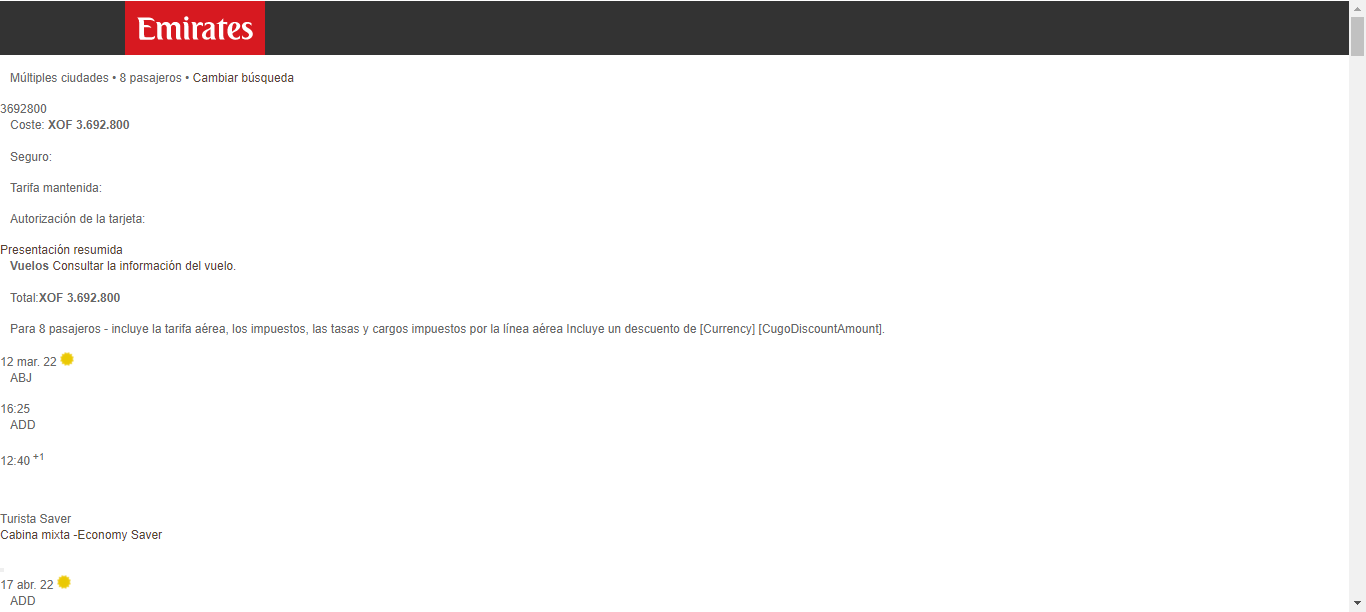 Emirates
Múltiples ciudades • 8 pasajeros • Cambiar búsqueda
3692800
Coste: XOF 3.692.800
Seguro:
Tarifa mantenida:
Autorización de la tarjeta:
Presentación resumida
Vuelos Consultar la información del vuelo.
Total:XOF 3.692.800
Para 8 pasajeros - incluye la tarifa aérea, los impuestos, las tasas y cargos impuestos por la línea aérea Incluye un descuento de [Currency] [CugoDiscountAmount].
12 mar. 22
ABJ
16:25
ADD
12:40 +1
Turista Saver
Cabina mixta -Economy Saver
17 abr. 22
ADD